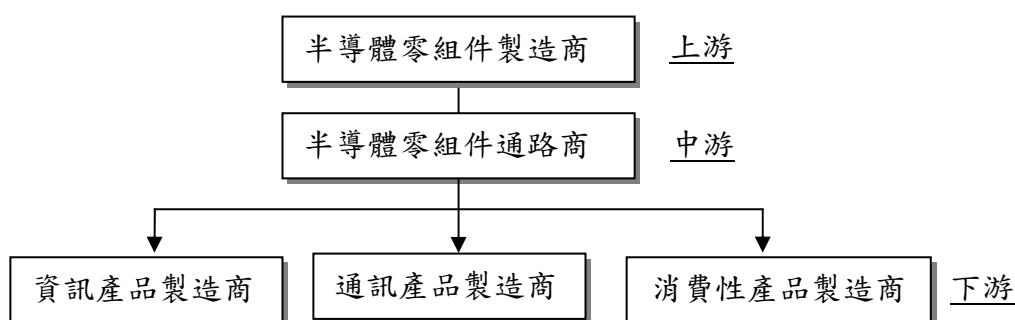 半導體零組件製造商 上游
半導體零組件通路商 中游
資訊產品製造商 通訊產品製造商 消費性產品製造商 下游